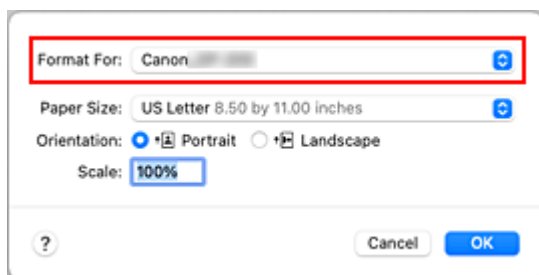 Format For: Canon
Paper Size: US Letter 8.50 by 11.00 inches
Orientation: Portrait Landscape
Scale: 100%
? Cancel OK